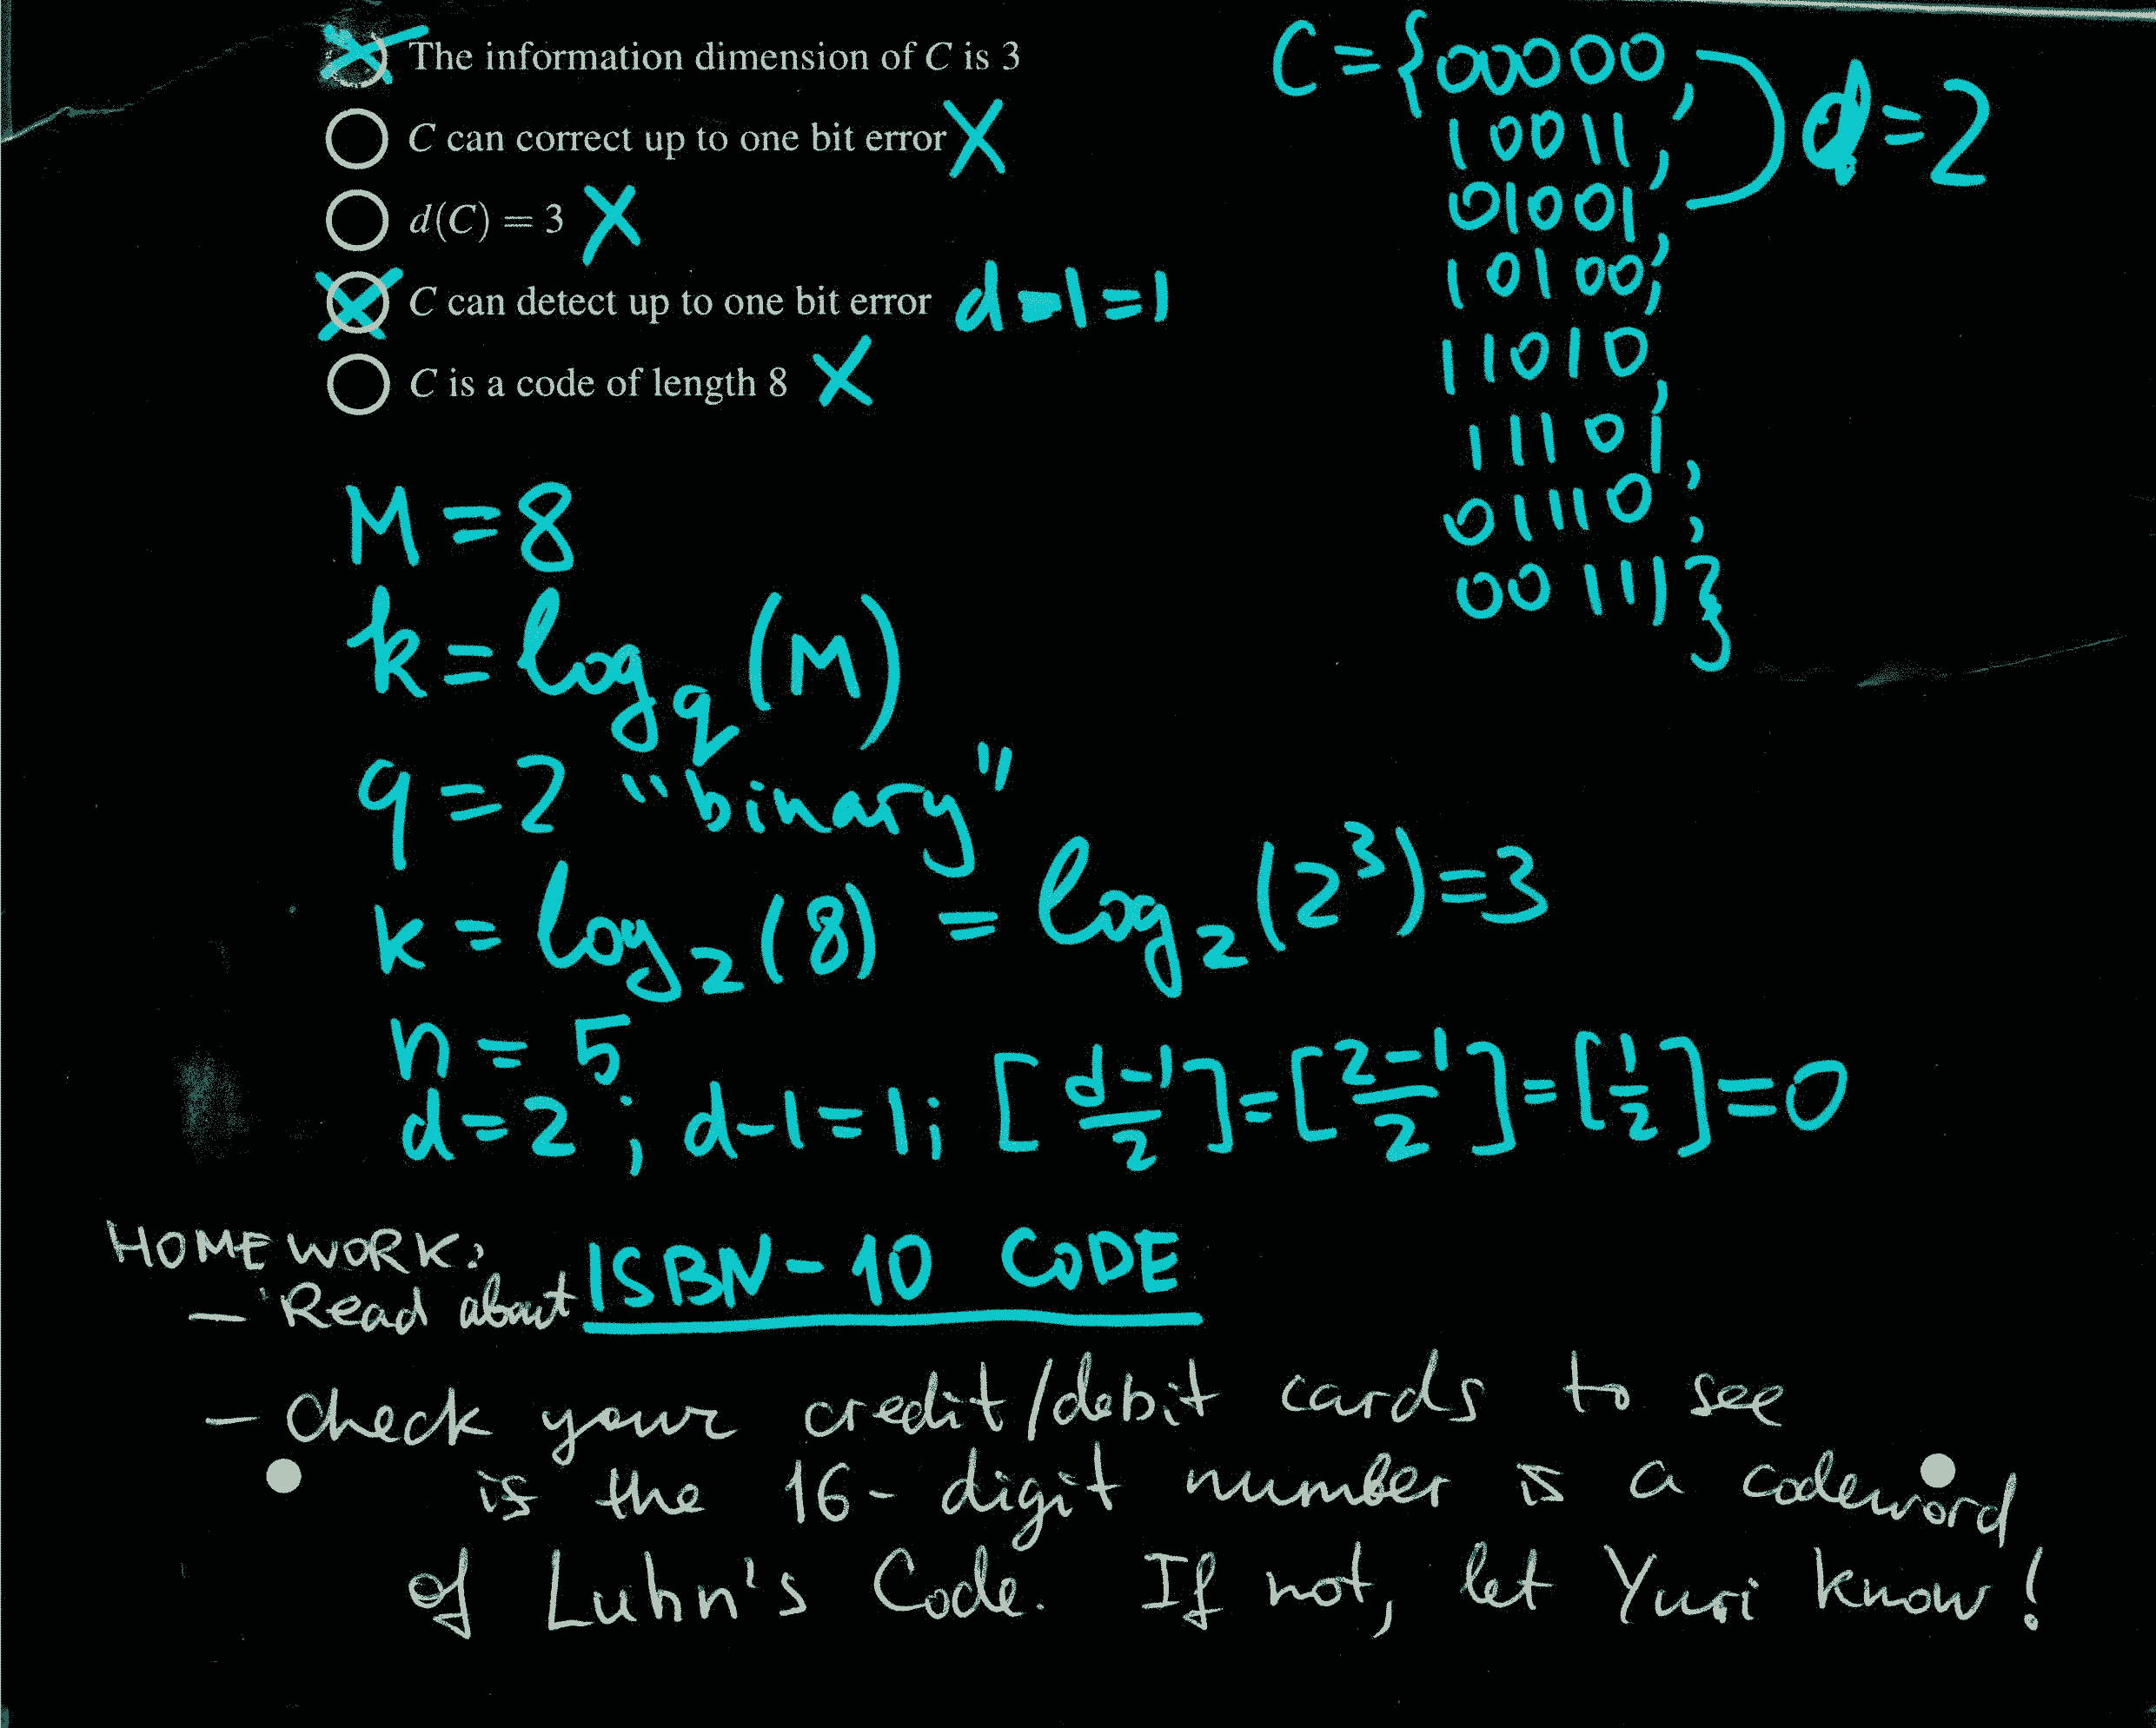 The information dimension of C is 3
C can correct up to one bit error X
d(C) = 3 X
C can detect up to one bit error d-1=1
C is a code of length 8 X
C={00000,
10011,
01001,
10100,
11010,
11101,
01110,
00111}
d=2
M=8
k=log_q(M)
q=2 "binary"
k=log_2(8) = log_2(2^3)=3
n=5
d=2; d-1=1; [d-1/2]=[2-1/2]=[1/2]=0
HOMEWORK:
- Read about ISBN-10 CODE
- Check your credit/debit cards to see
is the 16-digit number is a codeword
of Luhn's Code. If not, let Yuri know!